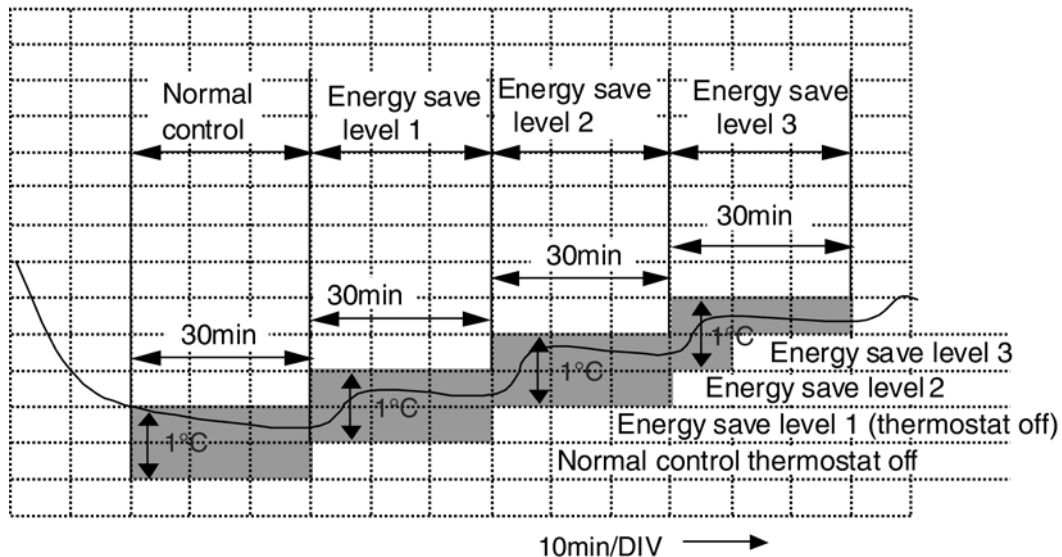 Normal
control
Energy save
level 1
Energy save
level 2
Energy save
level 3
30min
30min
30min
30min
1°C
1°C
1°C
1°C
Energy save level 3
Energy save level 2
Energy save level 1 (thermostat off)
Normal control thermostat off
10min/DIV